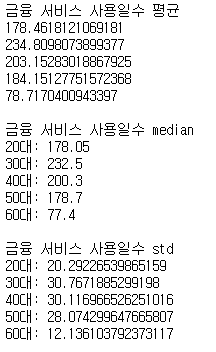 금융 서비스 사용일수 평균
178.4618121069181
234.8098073899377
203.15283018867925
184.15127751572368
78.7170400943397

금융 서비스 사용일수 median
20대: 178.05
30대: 232.5
40대: 200.3
50대: 178.7
60대: 77.4

금융 서비스 사용일수 std
20대: 20.29226539865159
30대: 30.7671885299198
40대: 30.116966526251016
50대: 28.074299647665807
60대: 12.136103792373117